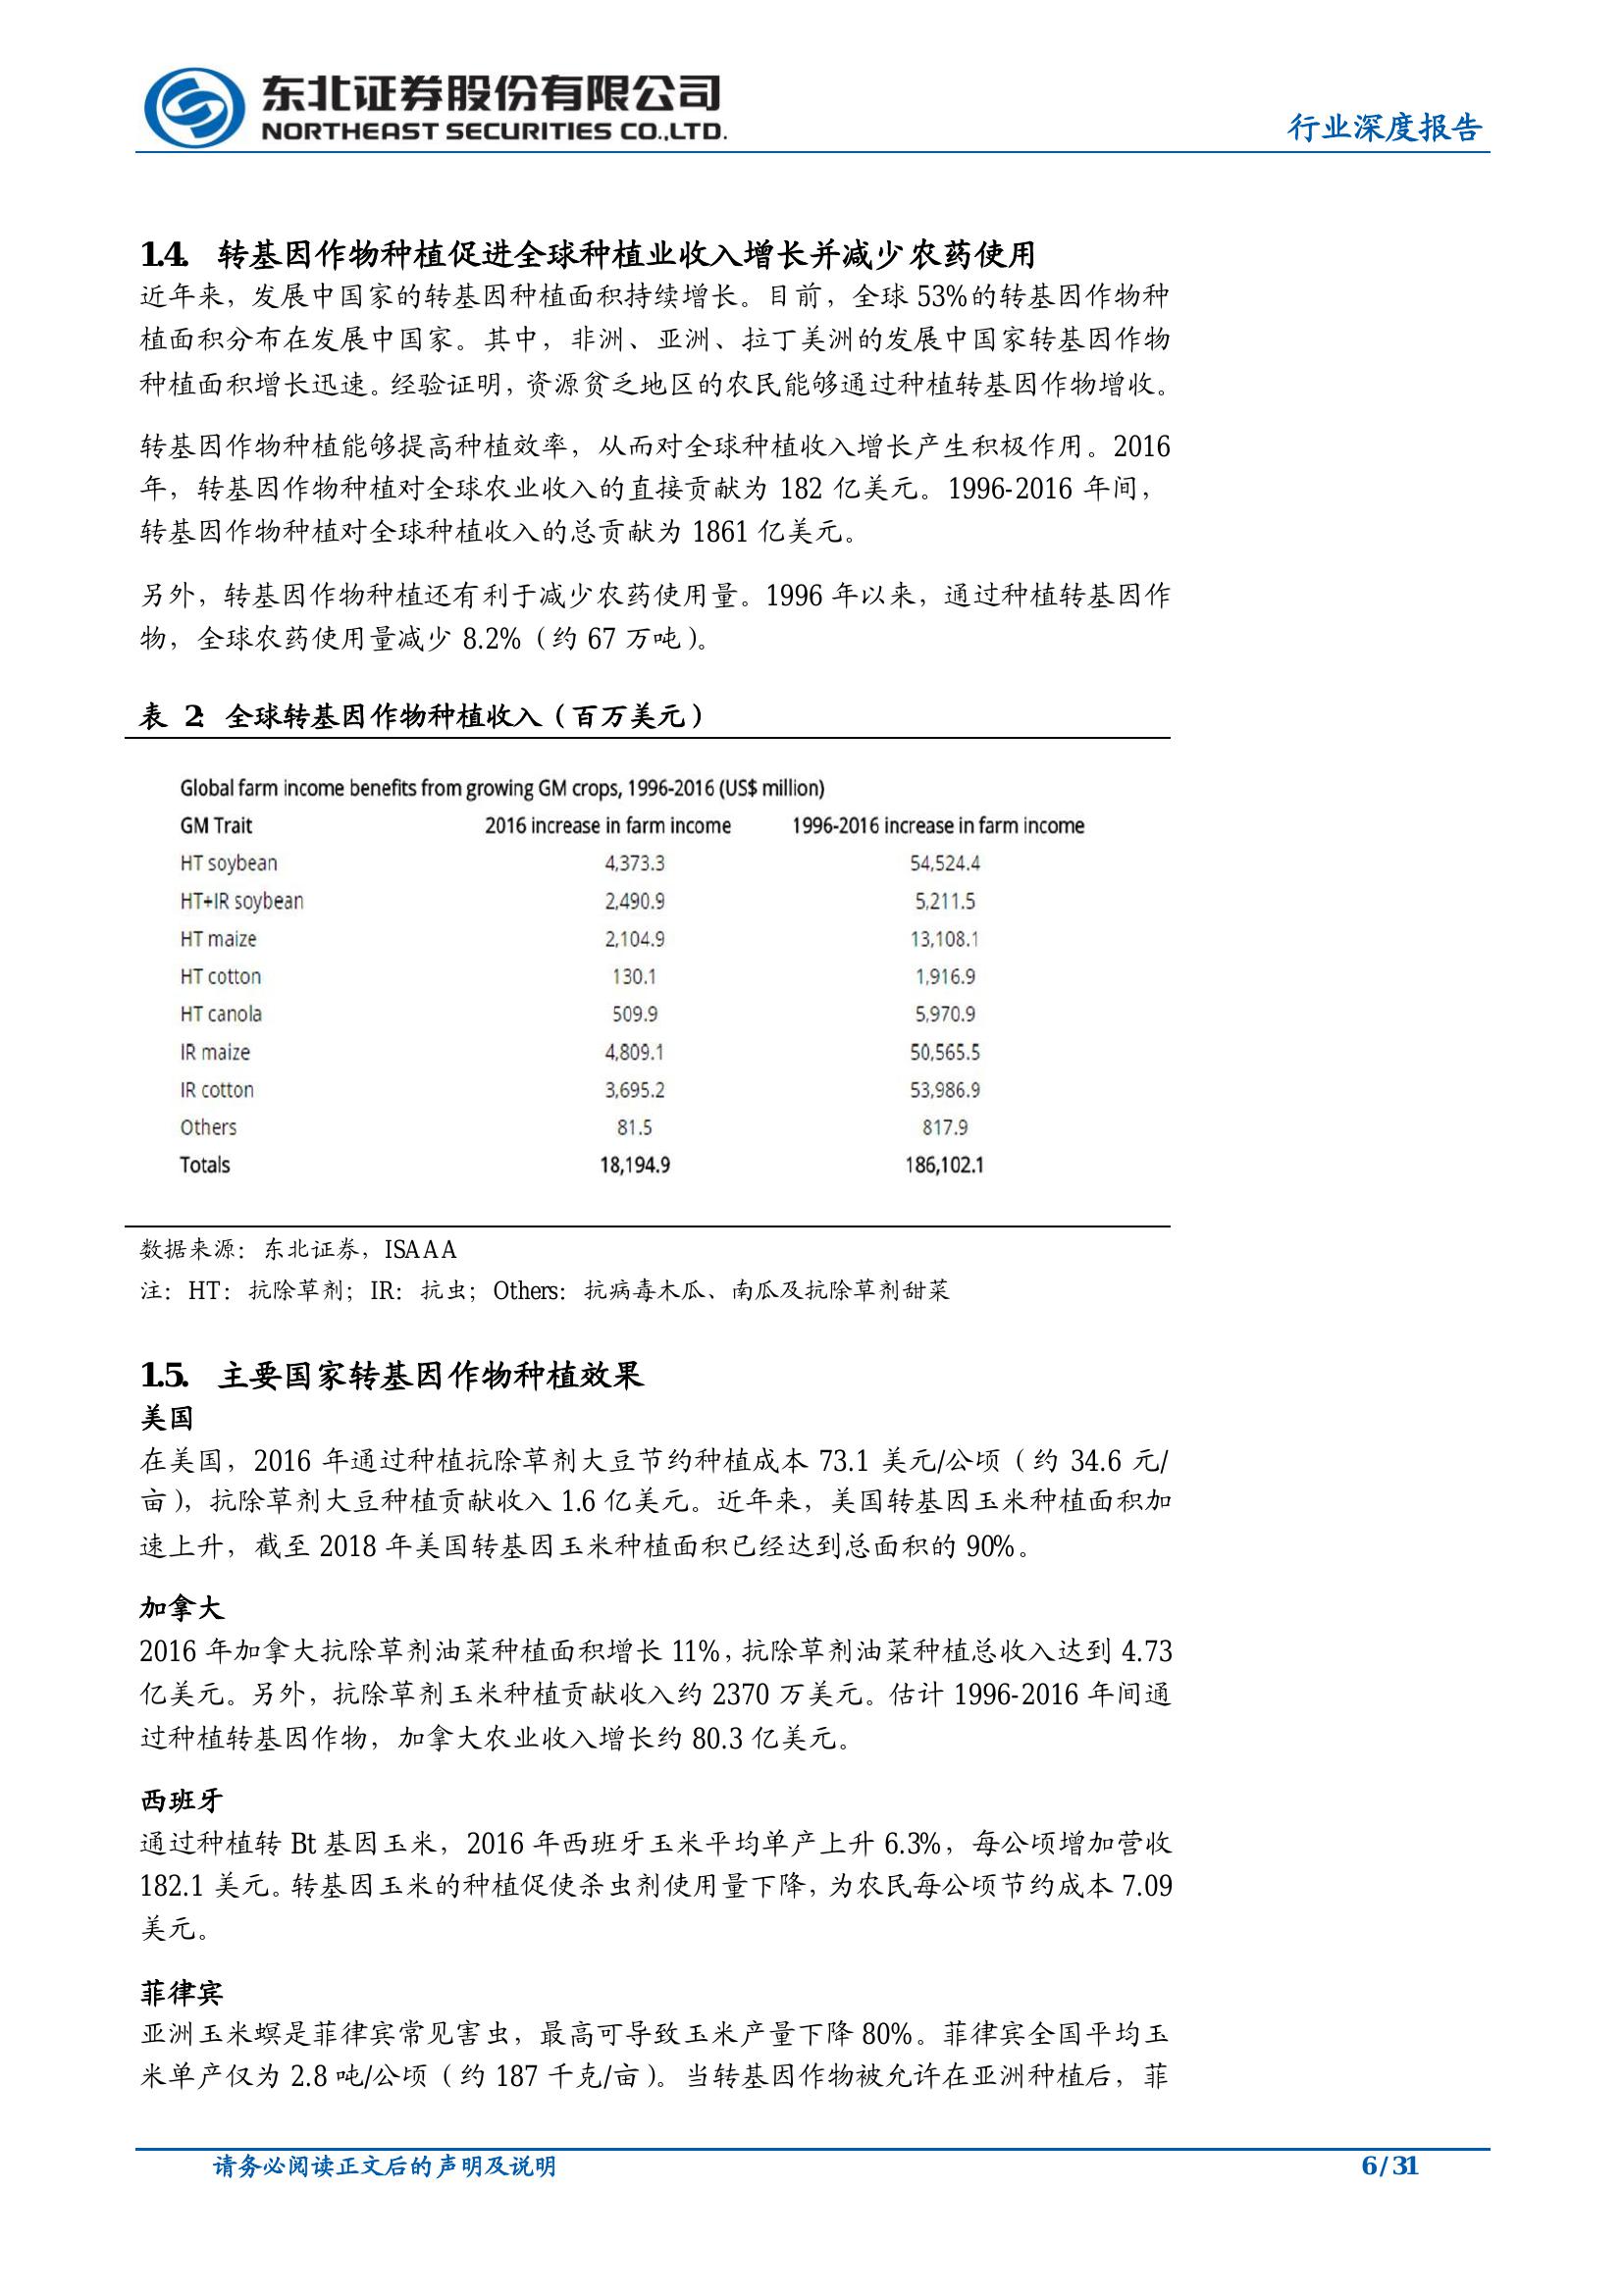 东北证券股份有限公司
NORTHEAST SECURITIES CO.,LTD.
行业深度报告
1.4. 转基因作物种植促进全球种植业收入增长并减少农药使用
近年来，发展中国家的转基因种植面积持续增长。目前，全球 53%的转基因作物种
植面积分布在发展中国家。其中，非洲、亚洲、拉丁美洲的发展中国家转基因作物
种植面积增长迅速。经验证明，资源贫乏地区的农民能够通过种植转基因作物增收。
转基因作物种植能够提高种植效率，从而对全球种植收入增长产生积极作用。2016
年，转基因作物种植对全球农业收入的直接贡献为 182 亿美元。1996-2016 年间，
转基因作物种植对全球种植收入的总贡献为 1861 亿美元。
另外，转基因作物种植还有利于减少农药使用量。1996 年以来，通过种植转基因作
物，全球农药使用量减少 8.2%（约 67 万吨）。
表 2：全球转基因作物种植收入（百万美元）
Global farm income benefits from growing GM crops, 1996-2016 (US$ million)
GM Trait 2016 increase in farm income 1996-2016 increase in farm income
HT soybean 4,373.3 54,524.4
HT+IR soybean 2,490.9 5,211.5
HT maize 2,104.9 13,108.1
HT cotton 130.1 1,916.9
HT canola 509.9 5,970.9
IR maize 4,809.1 50,565.5
IR cotton 3,695.2 53,986.9
Others 81.5 817.9
Totals 18,194.9 186,102.1
数据来源：东北证券，ISAAA
注：HT：抗除草剂；IR：抗虫；Others：抗病毒木瓜、南瓜及抗除草剂甜菜
1.5. 主要国家转基因作物种植效果
美国
在美国，2016 年通过种植抗除草剂大豆节约种植成本 73.1 美元/公顷（约 34.6 元/
亩），抗除草剂大豆种植贡献收入 1.6 亿美元。近年来，美国转基因玉米种植面积加
速上升，截至 2018 年美国转基因玉米种植面积已经达到总面积的 90%。
加拿大
2016 年加拿大抗除草剂油菜种植面积增长 11%，抗除草剂油菜种植总收入达到 4.73
亿美元。另外，抗除草剂玉米种植贡献收入约 2370 万美元。估计 1996-2016 年间通
过种植转基因作物，加拿大农业收入增长约 80.3 亿美元。
西班牙
通过种植转 Bt 基因玉米，2016 年西班牙玉米平均单产上升 6.3%，每公顷增加营收
182.1 美元。转基因玉米的种植促使杀虫剂使用量下降，为农民每公顷节约成本 7.09
美元。
菲律宾
亚洲玉米螟是菲律宾常见害虫，最高可导致玉米产量下降 80%。菲律宾全国平均玉
米单产仅为 2.8 吨/公顷（约 187 千克/亩）。当转基因作物被允许在亚洲种植后，菲
请务必阅读正文后的声明及说明
6 / 31